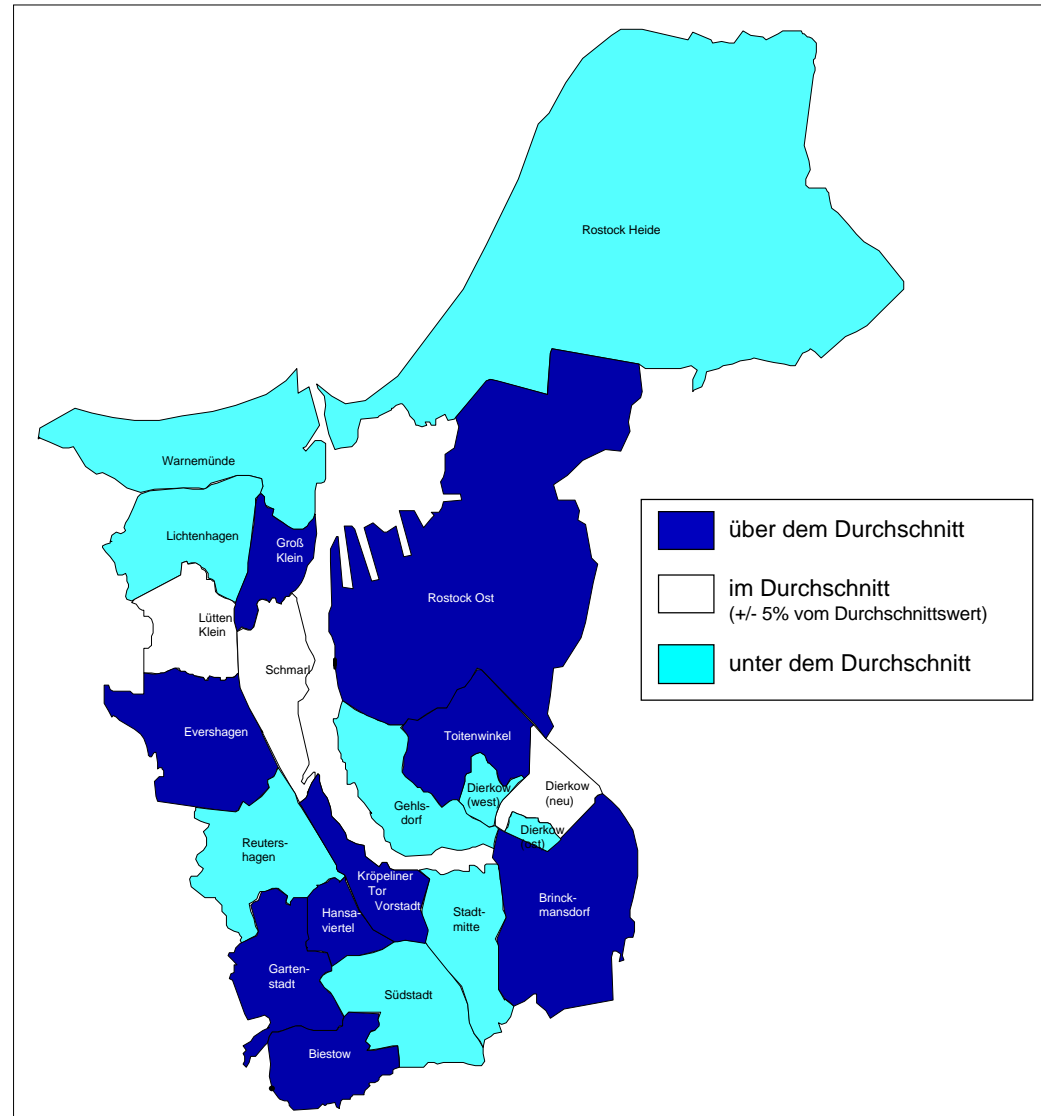 Rostock Heide
Warnemünde
Lichtenhagen
Groß
Klein
Rostock Ost
Lütten
Klein
Schmarl
Evershagen
Toitenwinkel
Dierkow
(west)
Dierkow
(neu)
Gehls-
dorf
Dierkow
(ost)
Reuters-
hagen
Kröpeliner
Tor
Vorstadt
Hansa-
viertel
Stadt-
mitte
Brinck-
mansdorf
Garten-
stadt
Südstadt
Biestow
über dem Durchschnitt
im Durchschnitt
(+/- 5% vom Durchschnittswert)
unter dem Durchschnitt